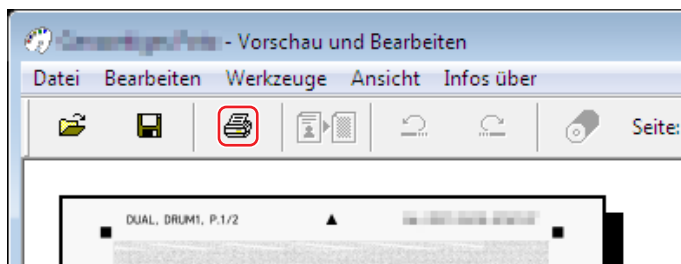 - Vorschau und Bearbeiten
Datei Bearbeiten Werkzeuge Ansicht Infos über
Seite:
DUAL, DRUM1, P.1/2